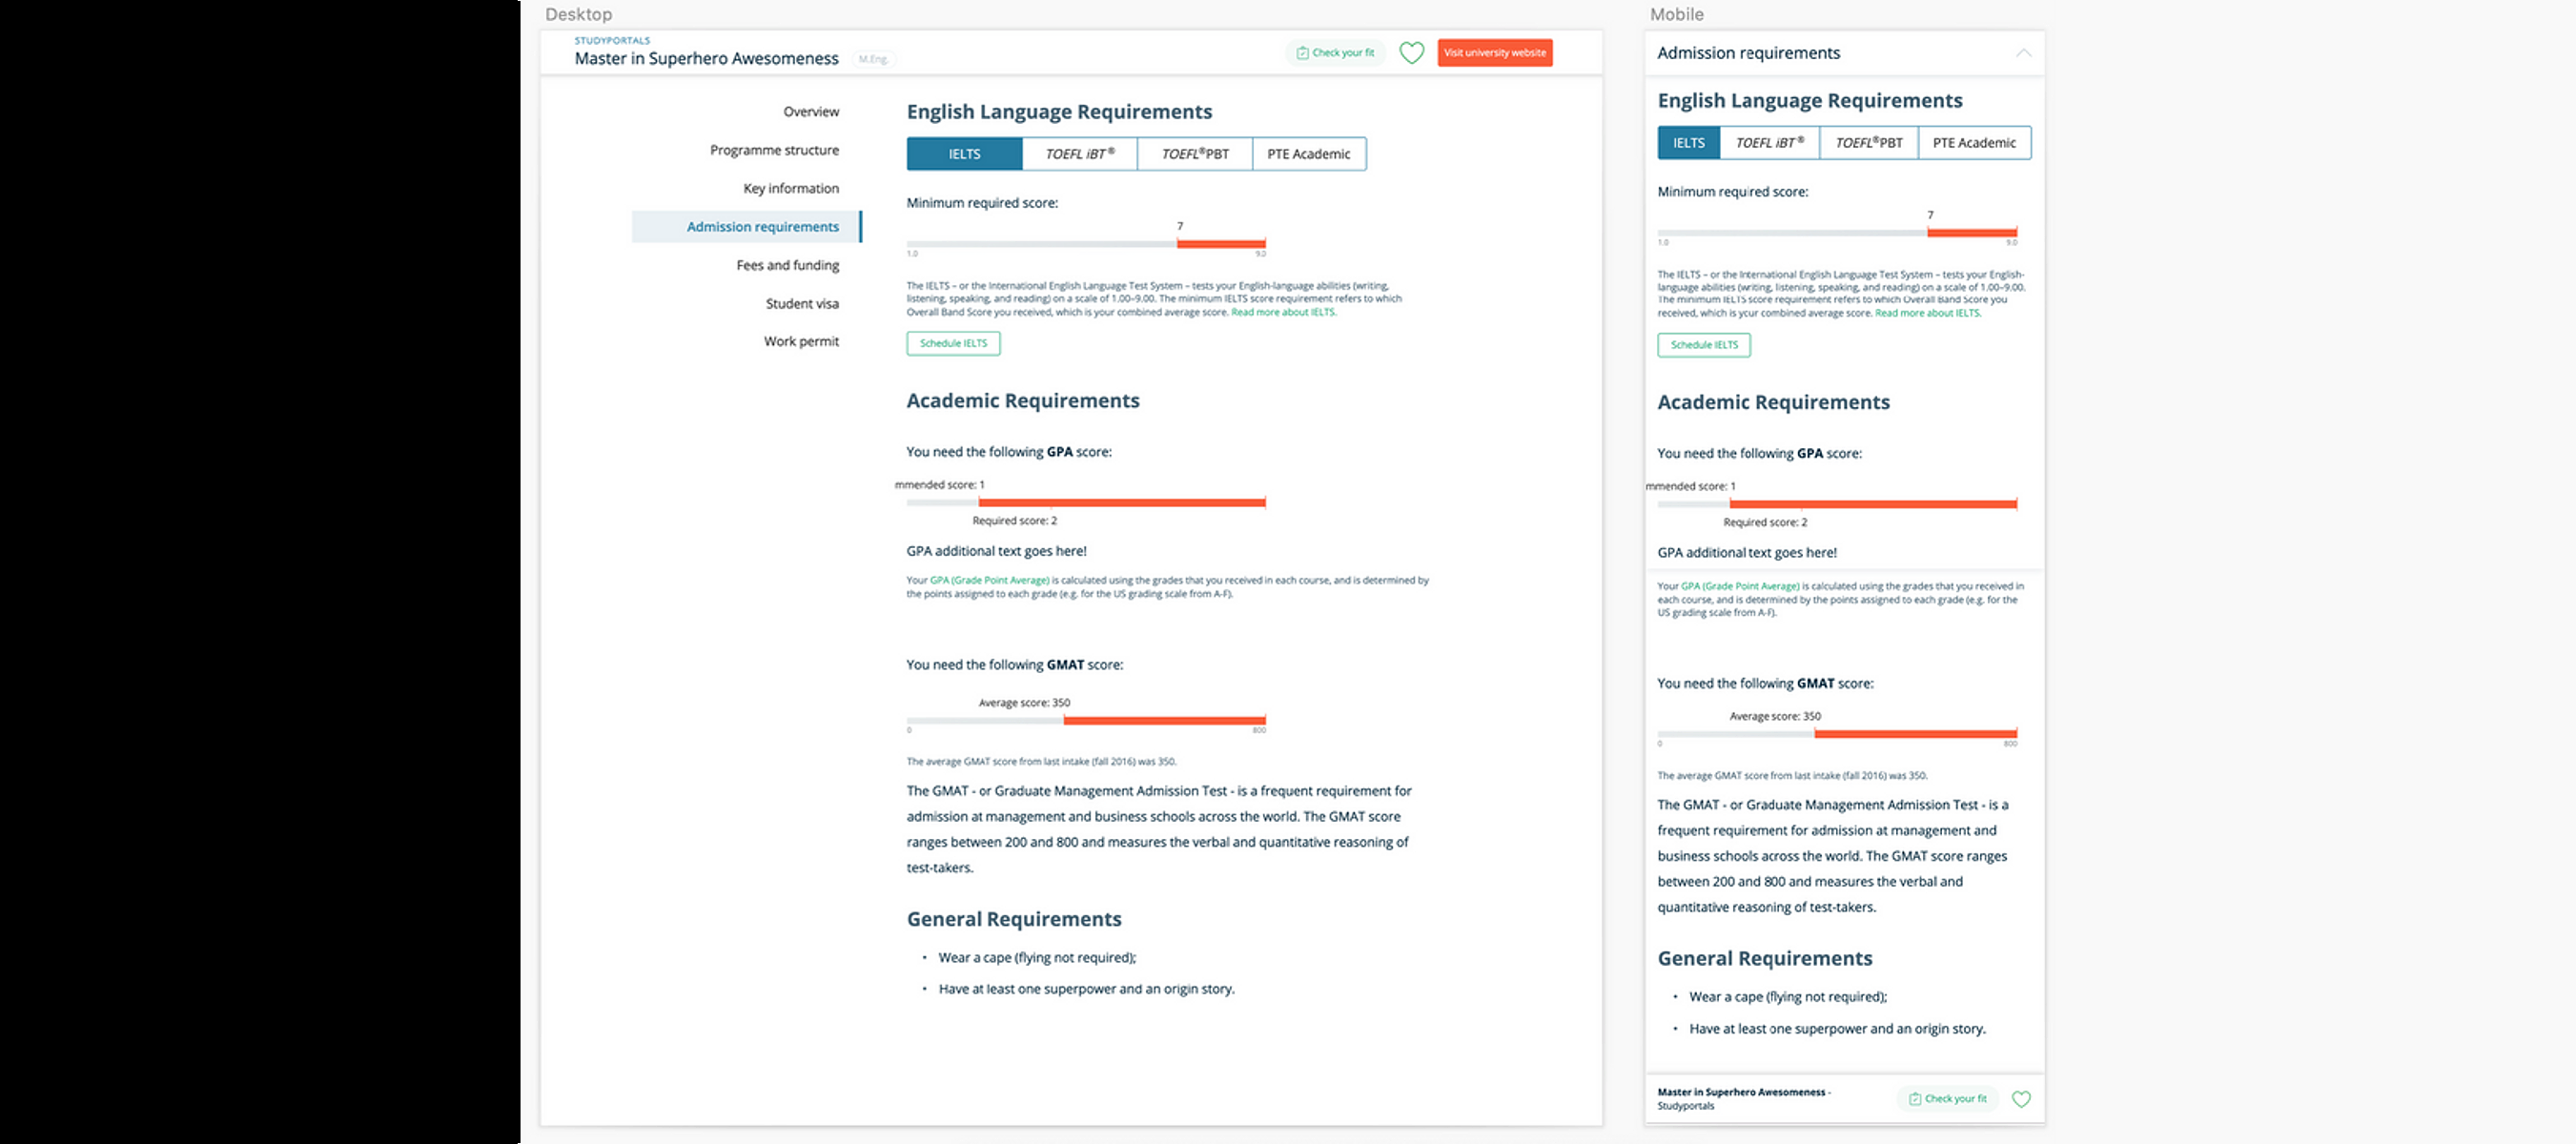 Desktop
STUDYPORTALS
Master in Superhero Awesomeness M.Eng.
Check your fit
Visit university website
Overview
Programme structure
Key information
Admission requirements
Fees and funding
Student visa
Work permit
English Language Requirements
IELTS TOEFL iBT® TOEFL®PBT PTE Academic
Minimum required score:
7
1.0 9.0
The IELTS – or the International English Language Test System – tests your English-language abilities (writing,
listening, speaking, and reading) on a scale of 1.00–9.00. The minimum IELTS score requirement refers to which
Overall Band Score you received, which is your combined average score. Read more about IELTS.
Schedule IELTS
Academic Requirements
You need the following GPA score:
mmended score: 1
Required score: 2
GPA additional text goes here!
Your GPA (Grade Point Average) is calculated using the grades that you received in each course, and is determined by
the points assigned to each grade (e.g. for the US grading scale from A-F).
You need the following GMAT score:
Average score: 350
0 800
The average GMAT score from last intake (fall 2016) was 350.
The GMAT - or Graduate Management Admission Test - is a frequent requirement for
admission at management and business schools across the world. The GMAT score
ranges between 200 and 800 and measures the verbal and quantitative reasoning of
test-takers.
General Requirements
• Wear a cape (flying not required);
• Have at least one superpower and an origin story.
Mobile
Admission requirements
English Language Requirements
IELTS TOEFL iBT® TOEFL®PBT PTE Academic
Minimum required score:
7
1.0 9.0
The IELTS – or the International English Language Test System – tests your English-
language abilities (writing, listening, speaking, and reading) on a scale of 1.00–9.00.
The minimum IELTS score requirement refers to which Overall Band Score you
received, which is your combined average score. Read more about IELTS.
Schedule IELTS
Academic Requirements
You need the following GPA score:
mmended score: 1
Required score: 2
GPA additional text goes here!
Your GPA (Grade Point Average) is calculated using the grades that you received in
each course, and is determined by the points assigned to each grade (e.g. for the
US grading scale from A-F).
You need the following GMAT score:
Average score: 350
0 800
The average GMAT score from last intake (fall 2016) was 350.
The GMAT - or Graduate Management Admission Test - is a
frequent requirement for admission at management and
business schools across the world. The GMAT score ranges
between 200 and 800 and measures the verbal and
quantitative reasoning of test-takers.
General Requirements
• Wear a cape (flying not required);
• Have at least one superpower and an origin story.
Master in Superhero Awesomeness -
Studyportals
Check your fit